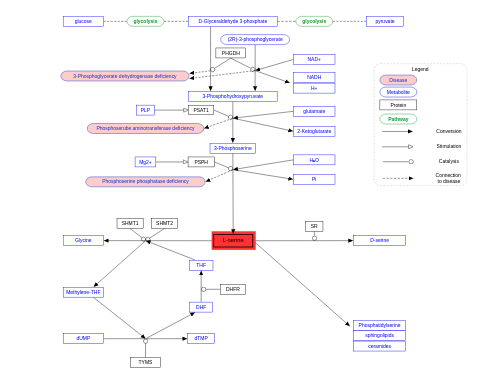 glucose
glycolysis
D-Glyceraldehyde 3-phosphate
glycolysis
pyruvate
(2R)-3-phosphoglycerate
PHGDH
NAD+
3-Phosphoglycerate dehydrogenase deficiency
NADH
H+
3-Phosphohydroxypyruvate
PLP
PSAT1
glutamate
Phosphoserube aminotransferase deficiency
2-Ketoglutarate
3-Phosphoserine
Mg2+
PSPH
H₂O
Phosphoserine phosphatase deficiency
Pi
Legend
Disease
Metabolite
Protein
Pathway
Conversion
Stimulation
Catalysis
Connection
to disease
SHMT1
SHMT2
SR
Glycine
L-serine
D-serine
THF
Methylene-THF
DHFR
DHF
dUMP
dTMP
TYMS
Phosphatidylserine
sphingolipids
ceramides